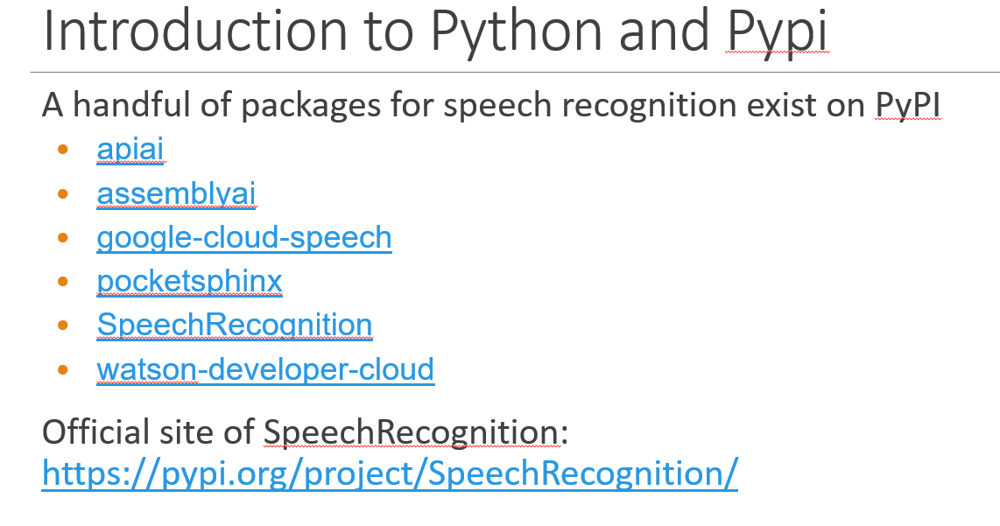 Introduction to Python and Pypi
A handful of packages for speech recognition exist on PyPI
• apiai
• assemblyai
• google-cloud-speech
• pocketsphinx
• SpeechRecognition
• watson-developer-cloud
Official site of SpeechRecognition:
https://pypi.org/project/SpeechRecognition/